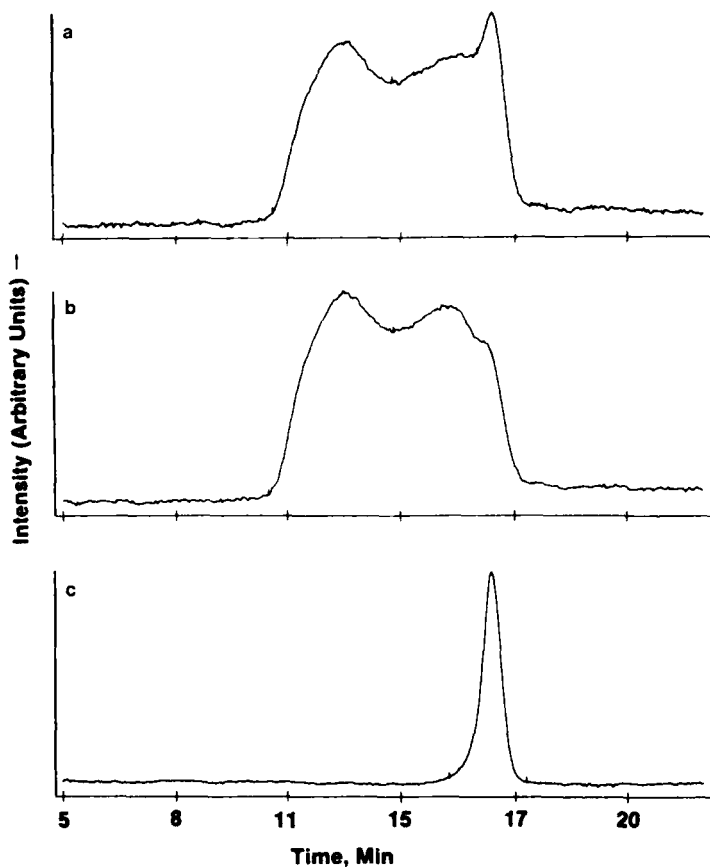 a
b
c
Intensity (Arbitrary Units) —
5 8 11 15 17 20
Time, Min